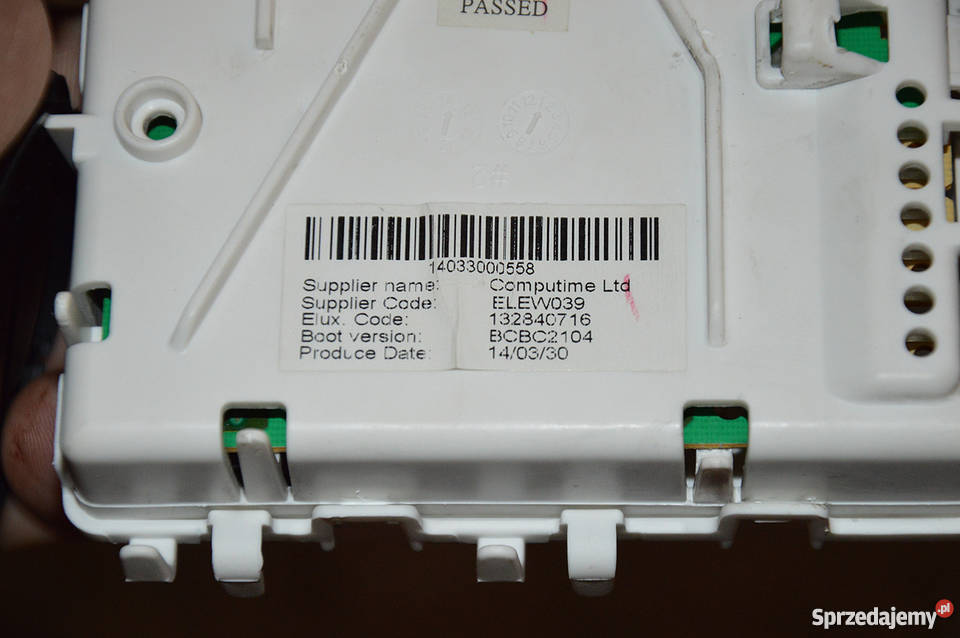 PASSED
14033000558
Supplier name: Computime Ltd
Supplier Code: ELEW039
Elux. Code: 132840716
Boot version: BCBC2104
Produce Date: 14/03/30
Sprzedajemy.pl